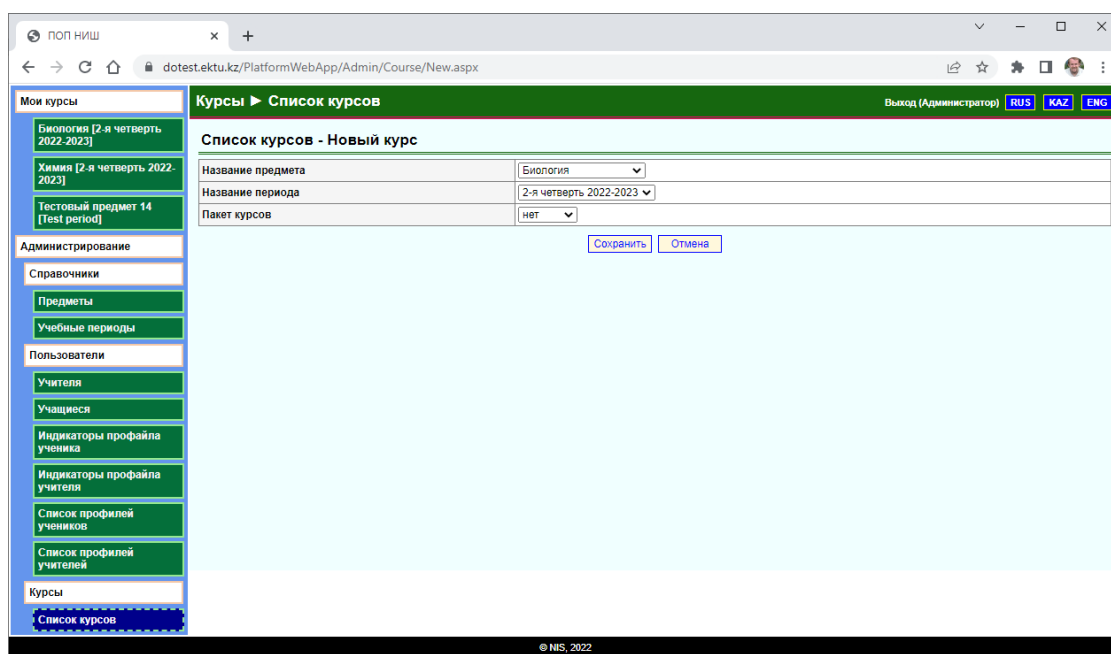 ПОП НИШ
dotest.ektu.kz/PlatformWebApp/Admin/Course/New.aspx
Мои курсы
Биология [2-я четверть
2022-2023]
Химия [2-я четверть 2022-
2023]
Тестовый предмет 14
[Test period]
Администрирование
Справочники
Предметы
Учебные периоды
Пользователи
Учителя
Учащиеся
Индикаторы профайла
ученика
Индикаторы профайла
учителя
Список профилей
учеников
Список профилей
учителей
Курсы
Список курсов
Курсы ► Список курсов
Выход (Администратор) RUS KAZ ENG
Список курсов - Новый курс
Название предмета Биология
Название периода 2-я четверть 2022-2023
Пакет курсов нет
Сохранить Отмена
© NIS, 2022